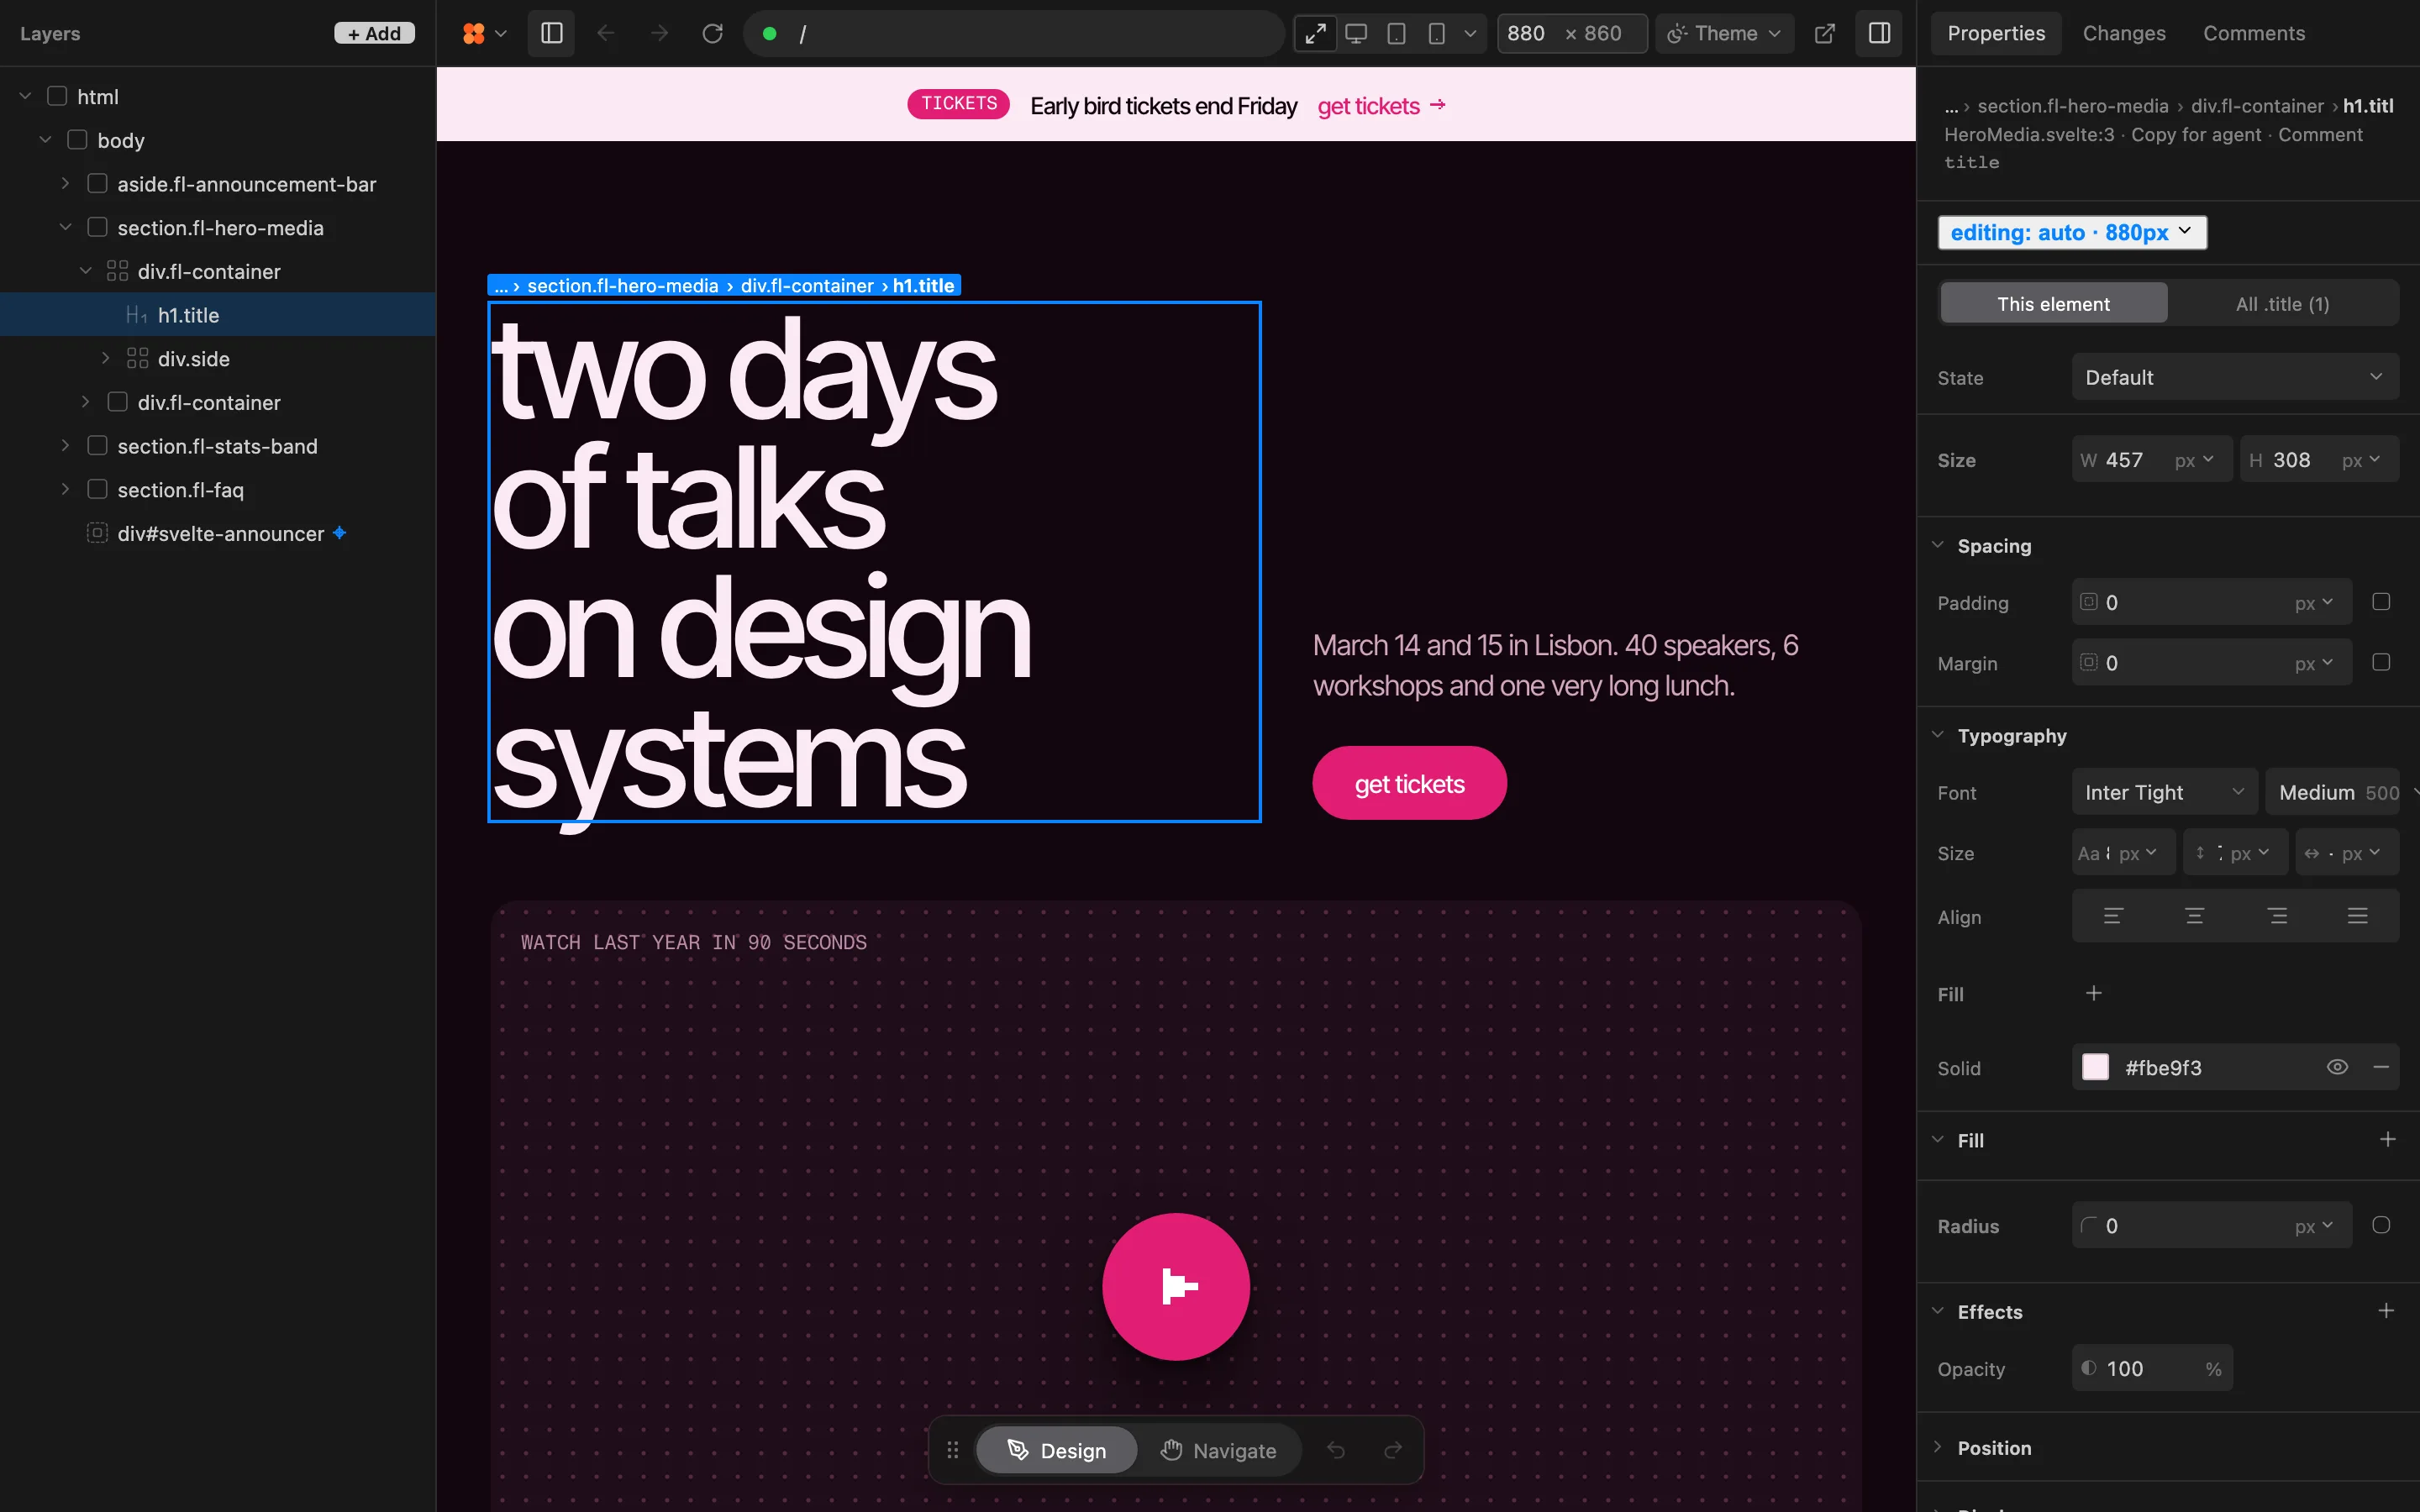 Layers
+ Add
html
body
aside.fl-announcement-bar
section.fl-hero-media
div.fl-container
h1.title
div.side
div.fl-container
section.fl-stats-band
section.fl-faq
div#svelte-announcer
/
880 × 860
Theme
TICKETS Early bird tickets end Friday get tickets →
... › section.fl-hero-media › div.fl-container › h1.title
two days
of talks
on design
systems
March 14 and 15 in Lisbon. 40 speakers, 6
workshops and one very long lunch.
get tickets
WATCH LAST YEAR IN 90 SECONDS
Design Navigate
Properties Changes Comments
... › section.fl-hero-media › div.fl-container › h1.titl
HeroMedia.svelte:3 · Copy for agent · Comment
title
editing: auto · 880px
This element All .title (1)
State Default
Size W 457 px H 308 px
Spacing
Padding 0 px
Margin 0 px
Typography
Font Inter Tight Medium 500
Size Aa px px px
Align
Fill
Solid #fbe9f3
Fill
Radius 0 px
Effects
Opacity 100 %
Position